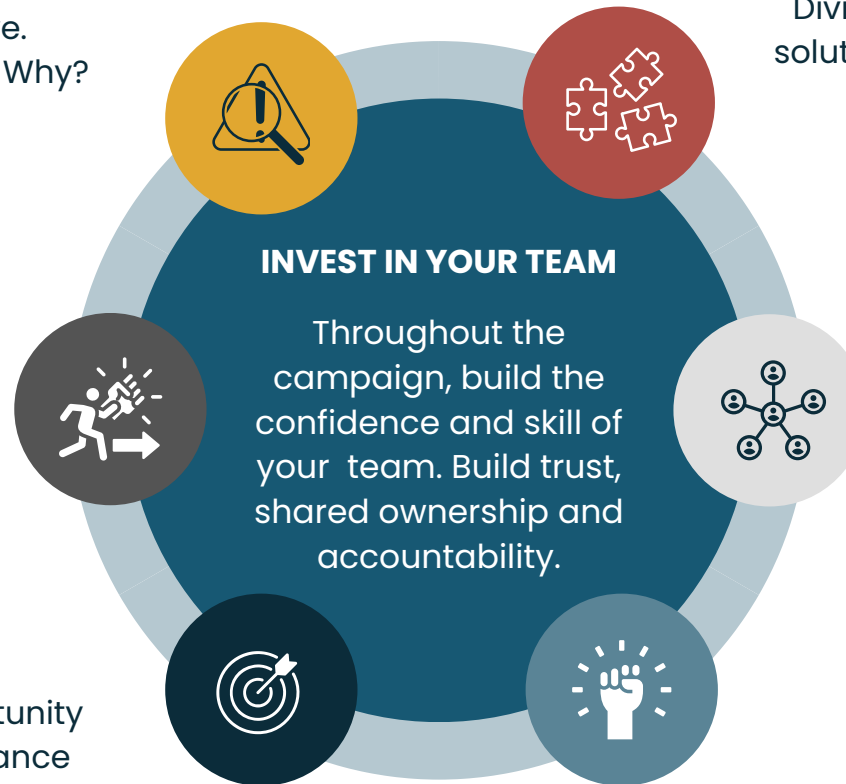 e.
Why?
Divi
solut
INVEST IN YOUR TEAM
Throughout the
campaign, build the
confidence and skill of
your  team. Build trust,
shared ownership and
accountability.
tunity
ance